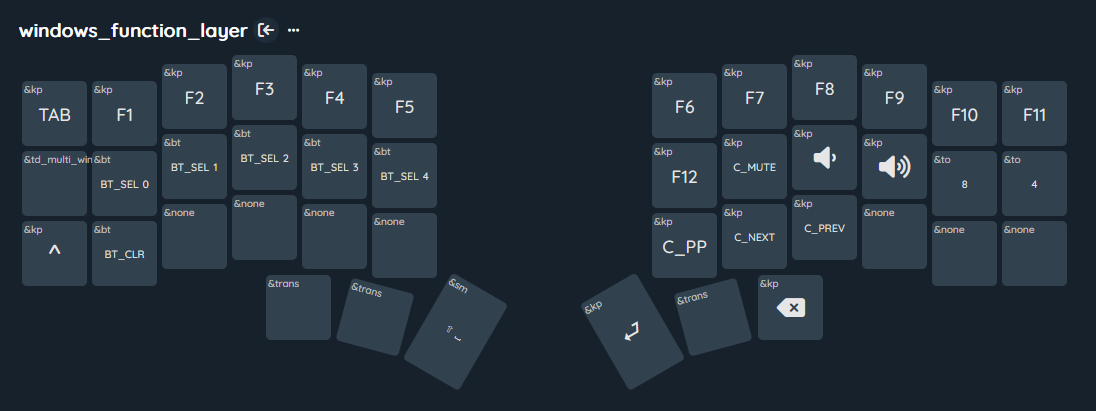 windows_function_layer
&kp &kp &kp &kp &kp &kp
TAB F1 F2 F3 F4 F5
&kp &kp &kp &kp &kp &kp
F6 F7 F8 F9 F10 F11
&td_multi_win &bt &bt &bt &bt &bt
BT_SEL 0 BT_SEL 1 BT_SEL 2 BT_SEL 3 BT_SEL 4
&kp &kp &kp &kp &to &to
F12 C_MUTE 8 4
&kp &bt &none &none &none &none
^ BT_CLR
&kp &kp &kp &none &none &none
C_PP C_NEXT C_PREV
&trans &trans &sm
&kp &trans &kp